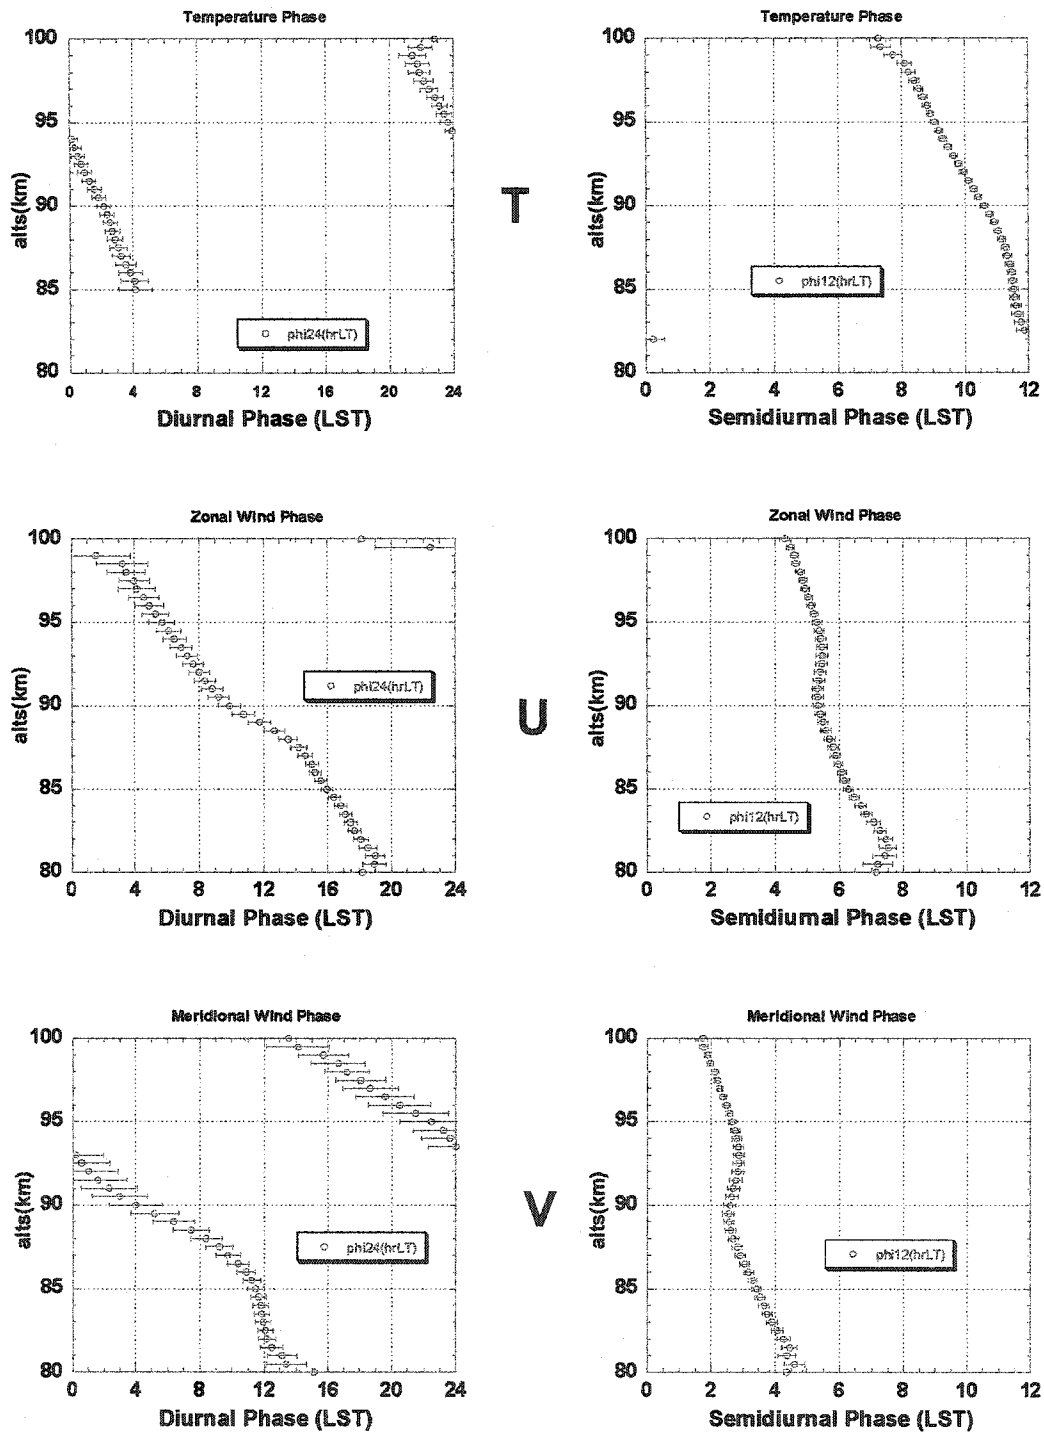 Temperature Phase
100
95
90
85
80
alts(km)
phi24(hrLT)
0 4 8 12 16 20 24
Diurnal Phase (LST)
T
Temperature Phase
100
95
90
85
80
alts(km)
phi12(hrLT)
0 2 4 6 8 10 12
Semidiurnal Phase (LST)
Zonal Wind Phase
100
95
90
85
80
alts(km)
phi24(hrLT)
0 4 8 12 16 20 24
Diurnal Phase (LST)
U
Zonal Wind Phase
100
95
90
85
80
alts(km)
phi12(hrLT)
0 2 4 6 8 10 12
Semidiurnal Phase (LST)
Meridional Wind Phase
100
95
90
85
80
alts(km)
phi24(hrLT)
0 4 8 12 16 20 24
Diurnal Phase (LST)
V
Meridional Wind Phase
100
95
90
85
80
alts(km)
phi12(hrLT)
0 2 4 6 8 10 12
Semidiurnal Phase (LST)